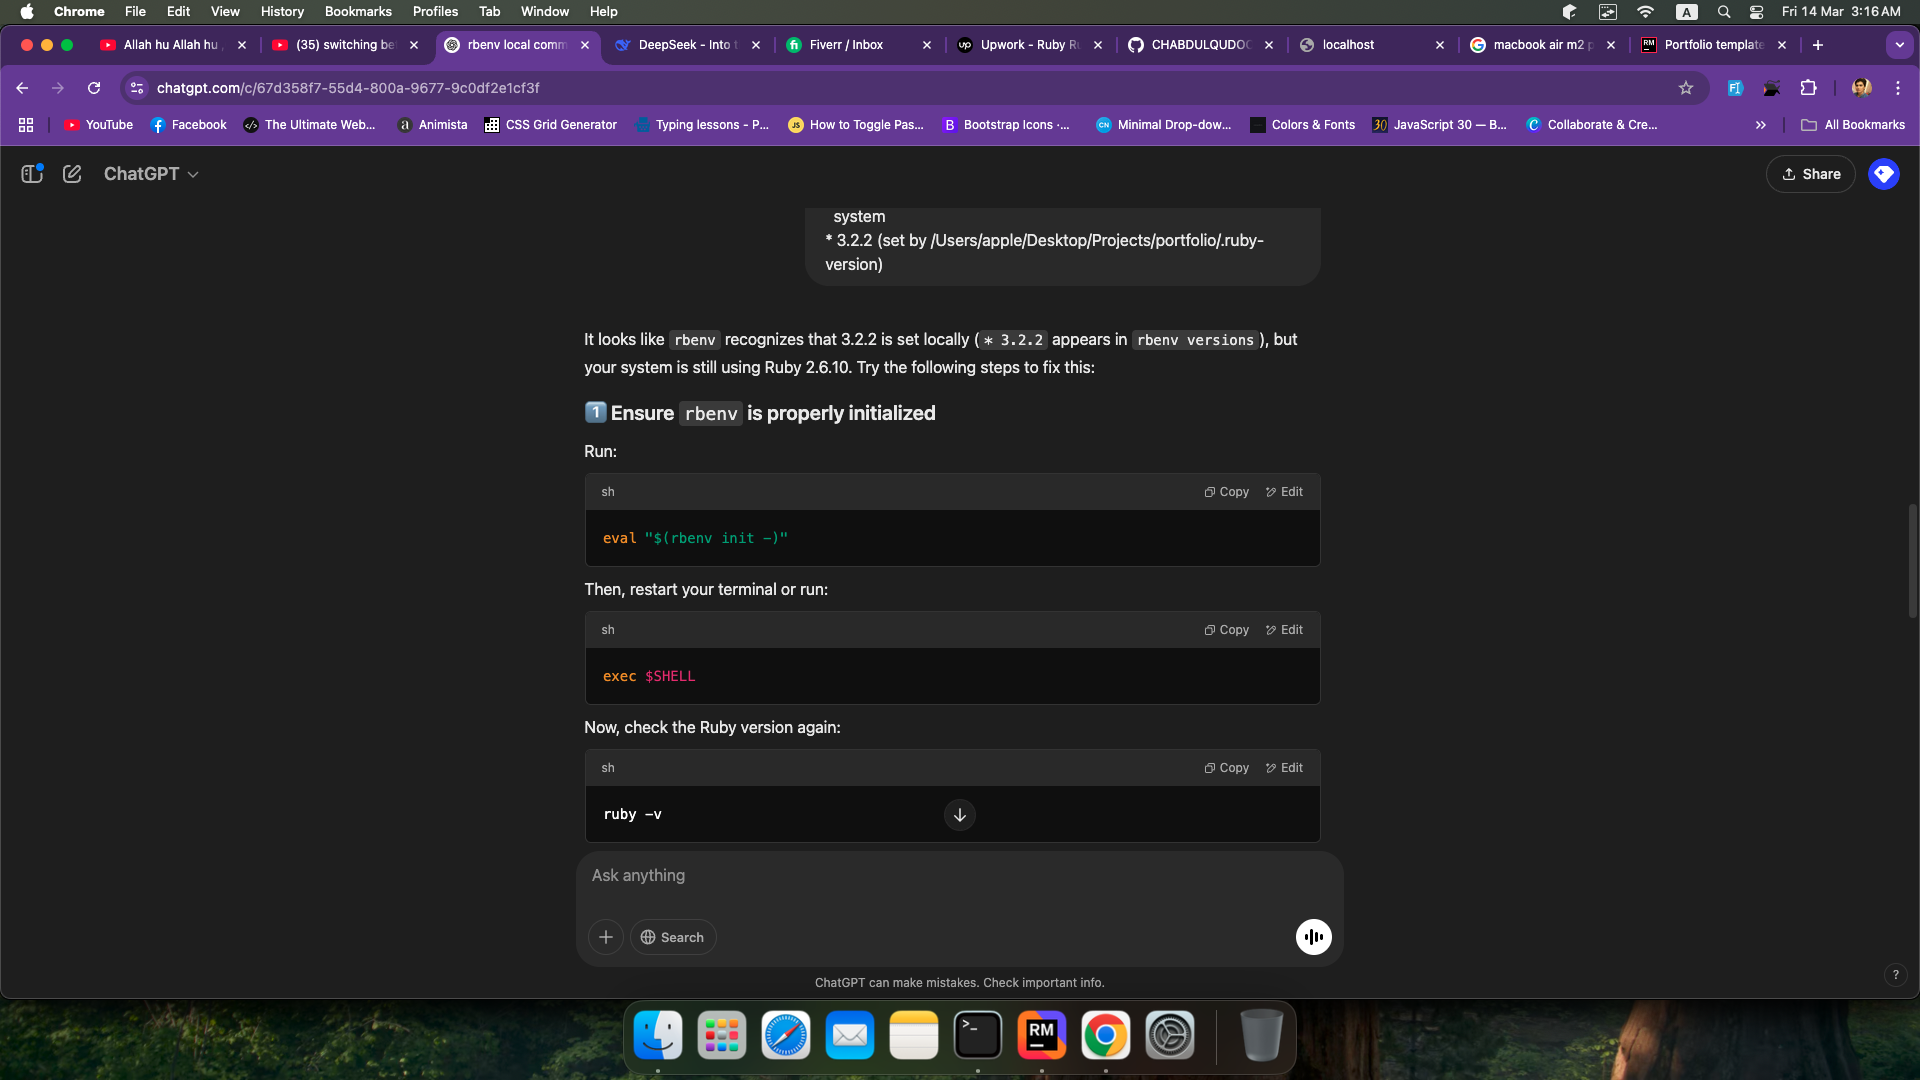 Chrome File Edit View History Bookmarks Profiles Tab Window Help A Fri 14 Mar 3:16 AM
Allah hu Allah hu (35) switching be rbenv local comm DeepSeek - Into t Fiverr / Inbox up Upwork - Ruby R CHABDULQUDOC localhost macbook air m2 p RM Portfolio template
chatgpt.com/c/67d358f7-55d4-800a-9677-9c0df2e1cf3f
YouTube Facebook The Ultimate Web... a Animista CSS Grid Generator Typing lessons - P... JS How to Toggle Pas... B Bootstrap Icons ·... CN Minimal Drop-dow... Colors & Fonts 30 JavaScript 30 — B... C Collaborate & Cre... » All Bookmarks
ChatGPT Share
system
* 3.2.2 (set by /Users/apple/Desktop/Projects/portfolio/.ruby-
version)
It looks like rbenv recognizes that 3.2.2 is set locally ( * 3.2.2 appears in rbenv versions ), but
your system is still using Ruby 2.6.10. Try the following steps to fix this:
1️⃣ Ensure rbenv is properly initialized
Run:
sh Copy Edit
eval "$(rbenv init -)"
Then, restart your terminal or run:
sh Copy Edit
exec $SHELL
Now, check the Ruby version again:
sh Copy Edit
ruby -v
Ask anything
Search
ChatGPT can make mistakes. Check important info.
?
RM